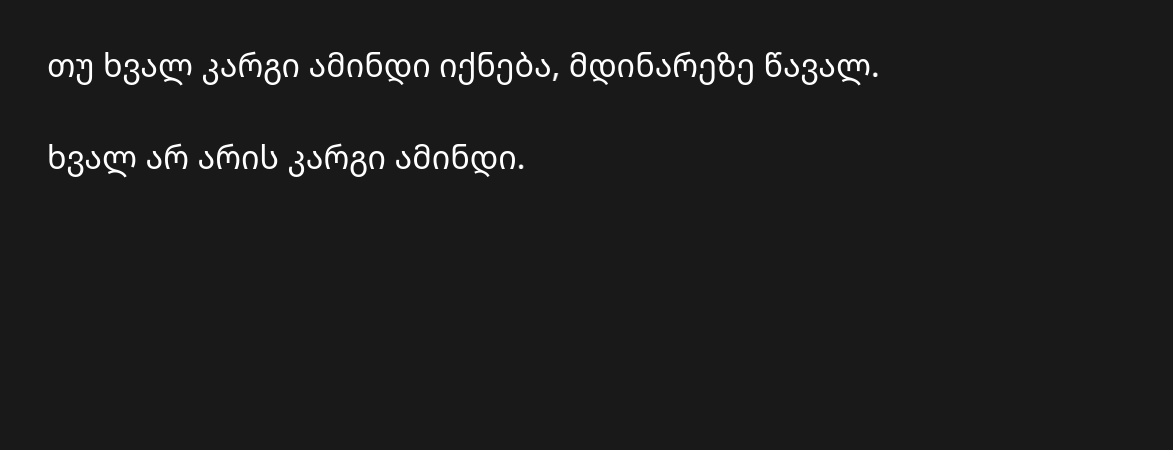 თუ ხვალ კარგი ამინდი იქნება, მდინარეზე წავალ.
ხვალ არ არის კარგი ამინდი.